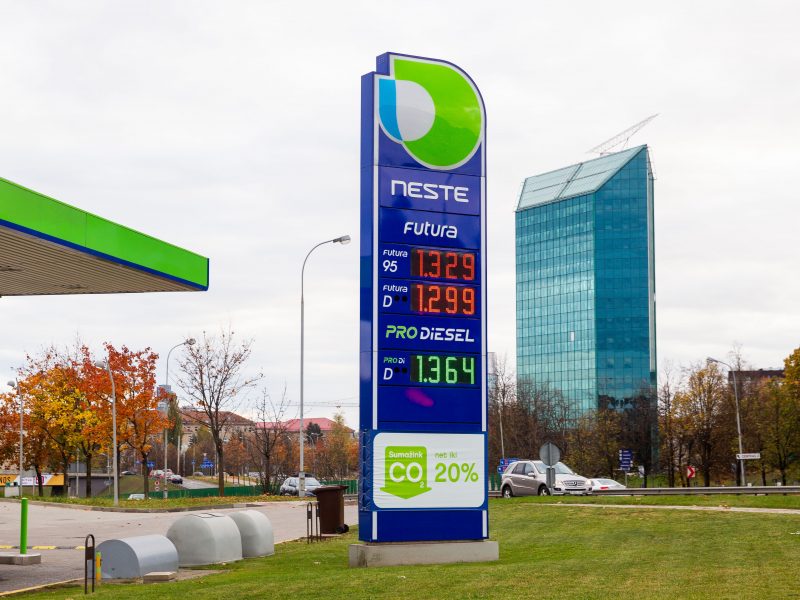 NESTE
Futura
Futura
95 1.329
Futura
D 1.299
PRO DIESEL
PRO DI
D 1.364
Sumažink
CO2
net iki
20%